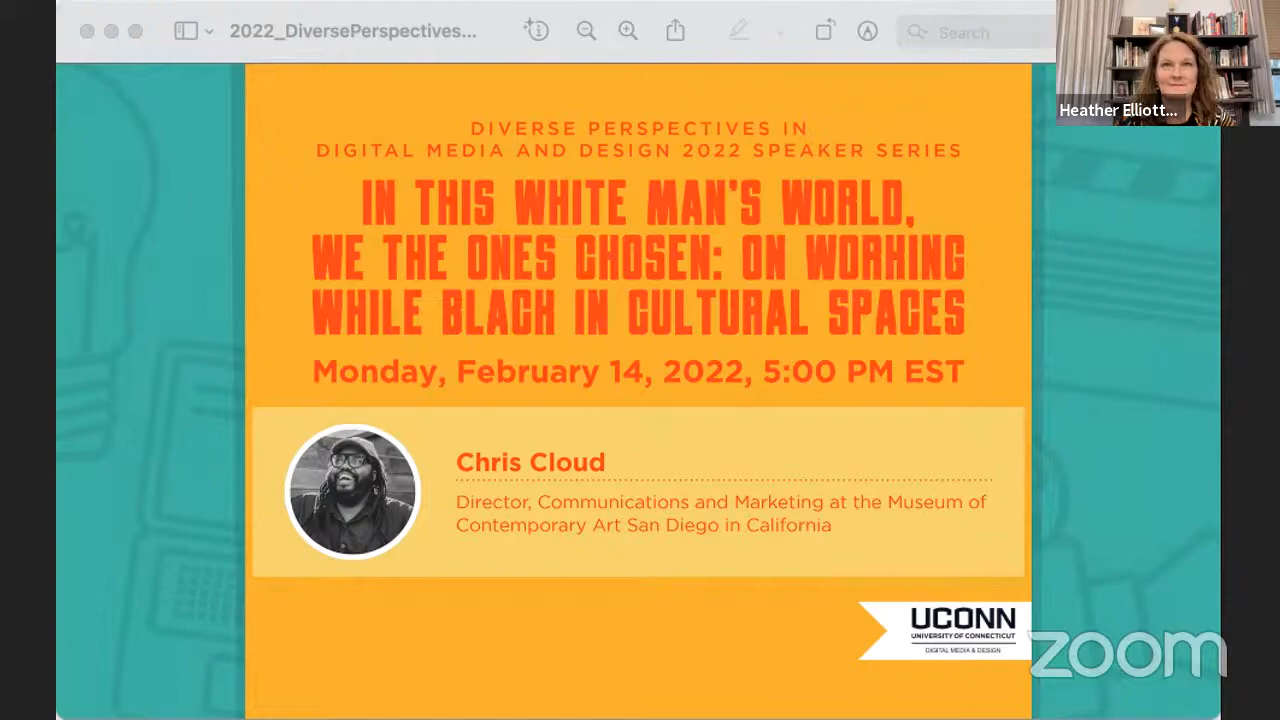 2022_DiversePerspectives...
Search
Heather Elliott...
DIVERSE PERSPECTIVES IN
DIGITAL MEDIA AND DESIGN 2022 SPEAKER SERIES
IN THIS WHITE MAN'S WORLD,
WE THE ONES CHOSEN: ON WORKING
WHILE BLACK IN CULTURAL SPACES
Monday, February 14, 2022, 5:00 PM EST
Chris Cloud
Director, Communications and Marketing at the Museum of
Contemporary Art San Diego in California
UCONN
UNIVERSITY OF CONNECTICUT
DIGITAL MEDIA & DESIGN
zoom